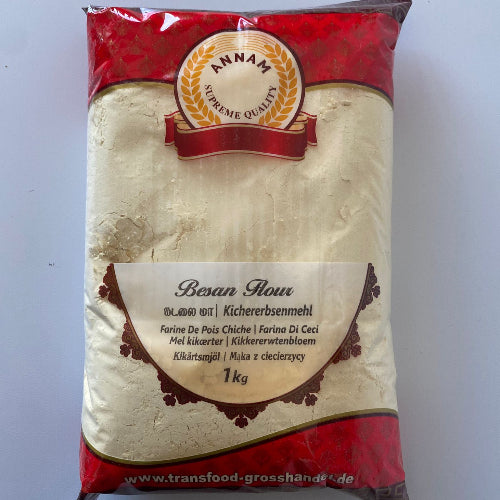 ANNAM
SUPREME QUALITY
Besan Flour
கடலை மா | Kichererbsenmehl
Farine De Pois Chiche | Farina Di Ceci
Mel kikærter | Kikkererwtenbloem
Kikärtsmjöl | Mąka z ciecierzycy
1kg
www.transfood-grosshandel.de